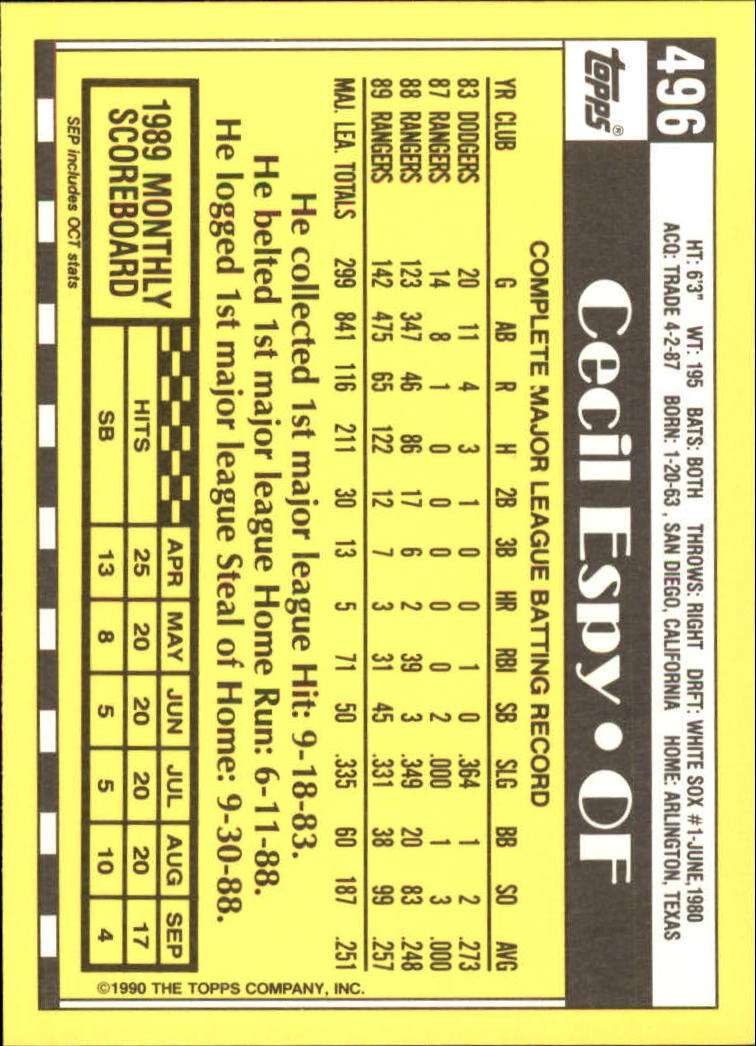 496
topps®
HT: 6'3" WT: 195 BATS: BOTH THROWS: RIGHT DRFT: WHITE SOX #1-JUNE, 1980
ACQ: TRADE 4-2-87 BORN: 1-20-63 , SAN DIEGO, CALIFORNIA HOME: ARLINGTON, TEXAS
Cecil Espy • OF
COMPLETE MAJOR LEAGUE BATTING RECORD
YR CLUB G AB R H 2B 3B HR RBI SB SLG BB SO AVG
83 DODGERS 20 11 4 3 1 0 0 1 0 .364 1 2 .273
87 RANGERS 14 8 1 0 0 0 0 0 2 .000 1 3 .000
88 RANGERS 123 347 46 86 17 6 2 39 3 .349 20 83 .248
89 RANGERS 142 475 65 122 12 7 3 31 45 .331 38 99 .257
MAJ. LEA. TOTALS 299 841 116 211 30 13 5 71 50 .335 60 187 .251
He collected 1st major league Hit: 9-18-83.
He belted 1st major league Home Run: 6-11-88.
He logged 1st major league Steal of Home: 9-30-88.
1989 MONTHLY
SCOREBOARD
APR MAY JUN JUL AUG SEP
HITS 25 20 20 20 20 17
SB 13 8 5 5 10 4
SEP includes OCT stats
©1990 THE TOPPS COMPANY, INC.